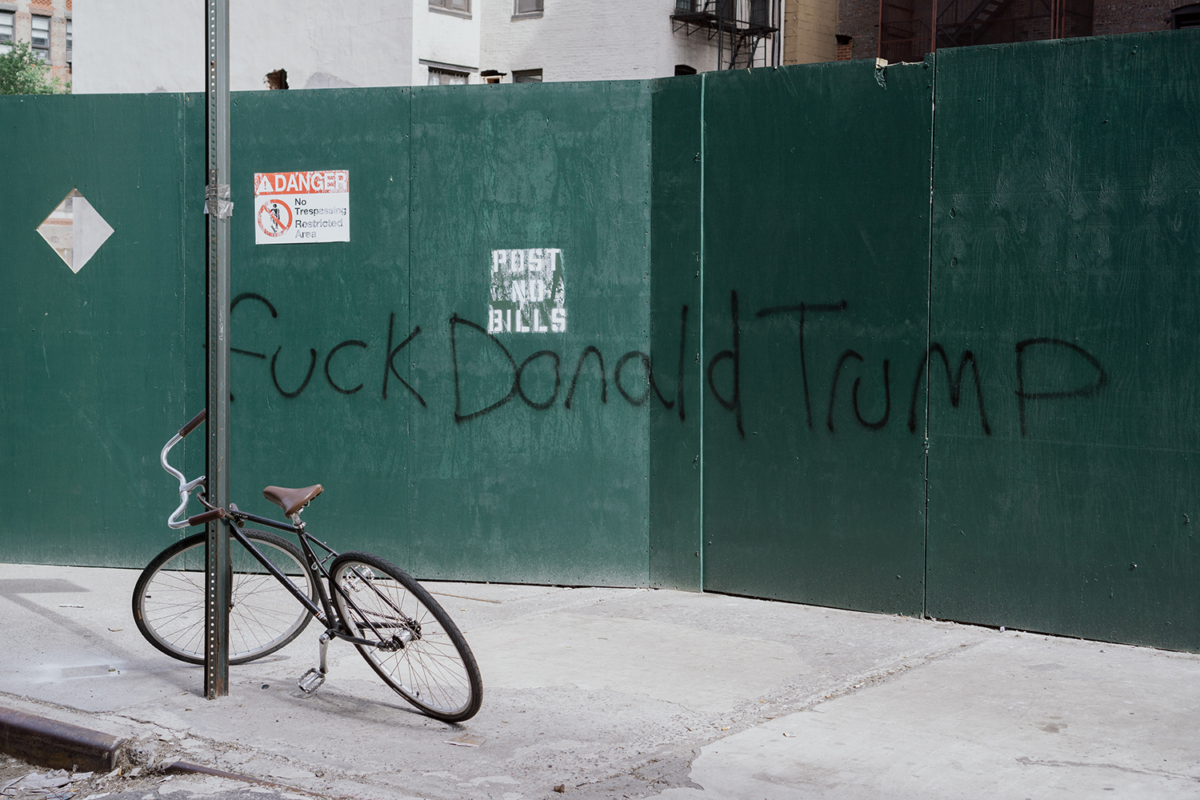 DANGER
No
Trespassing
Restricted
Area
POST
NO
BILLS
fuck Donald Trump